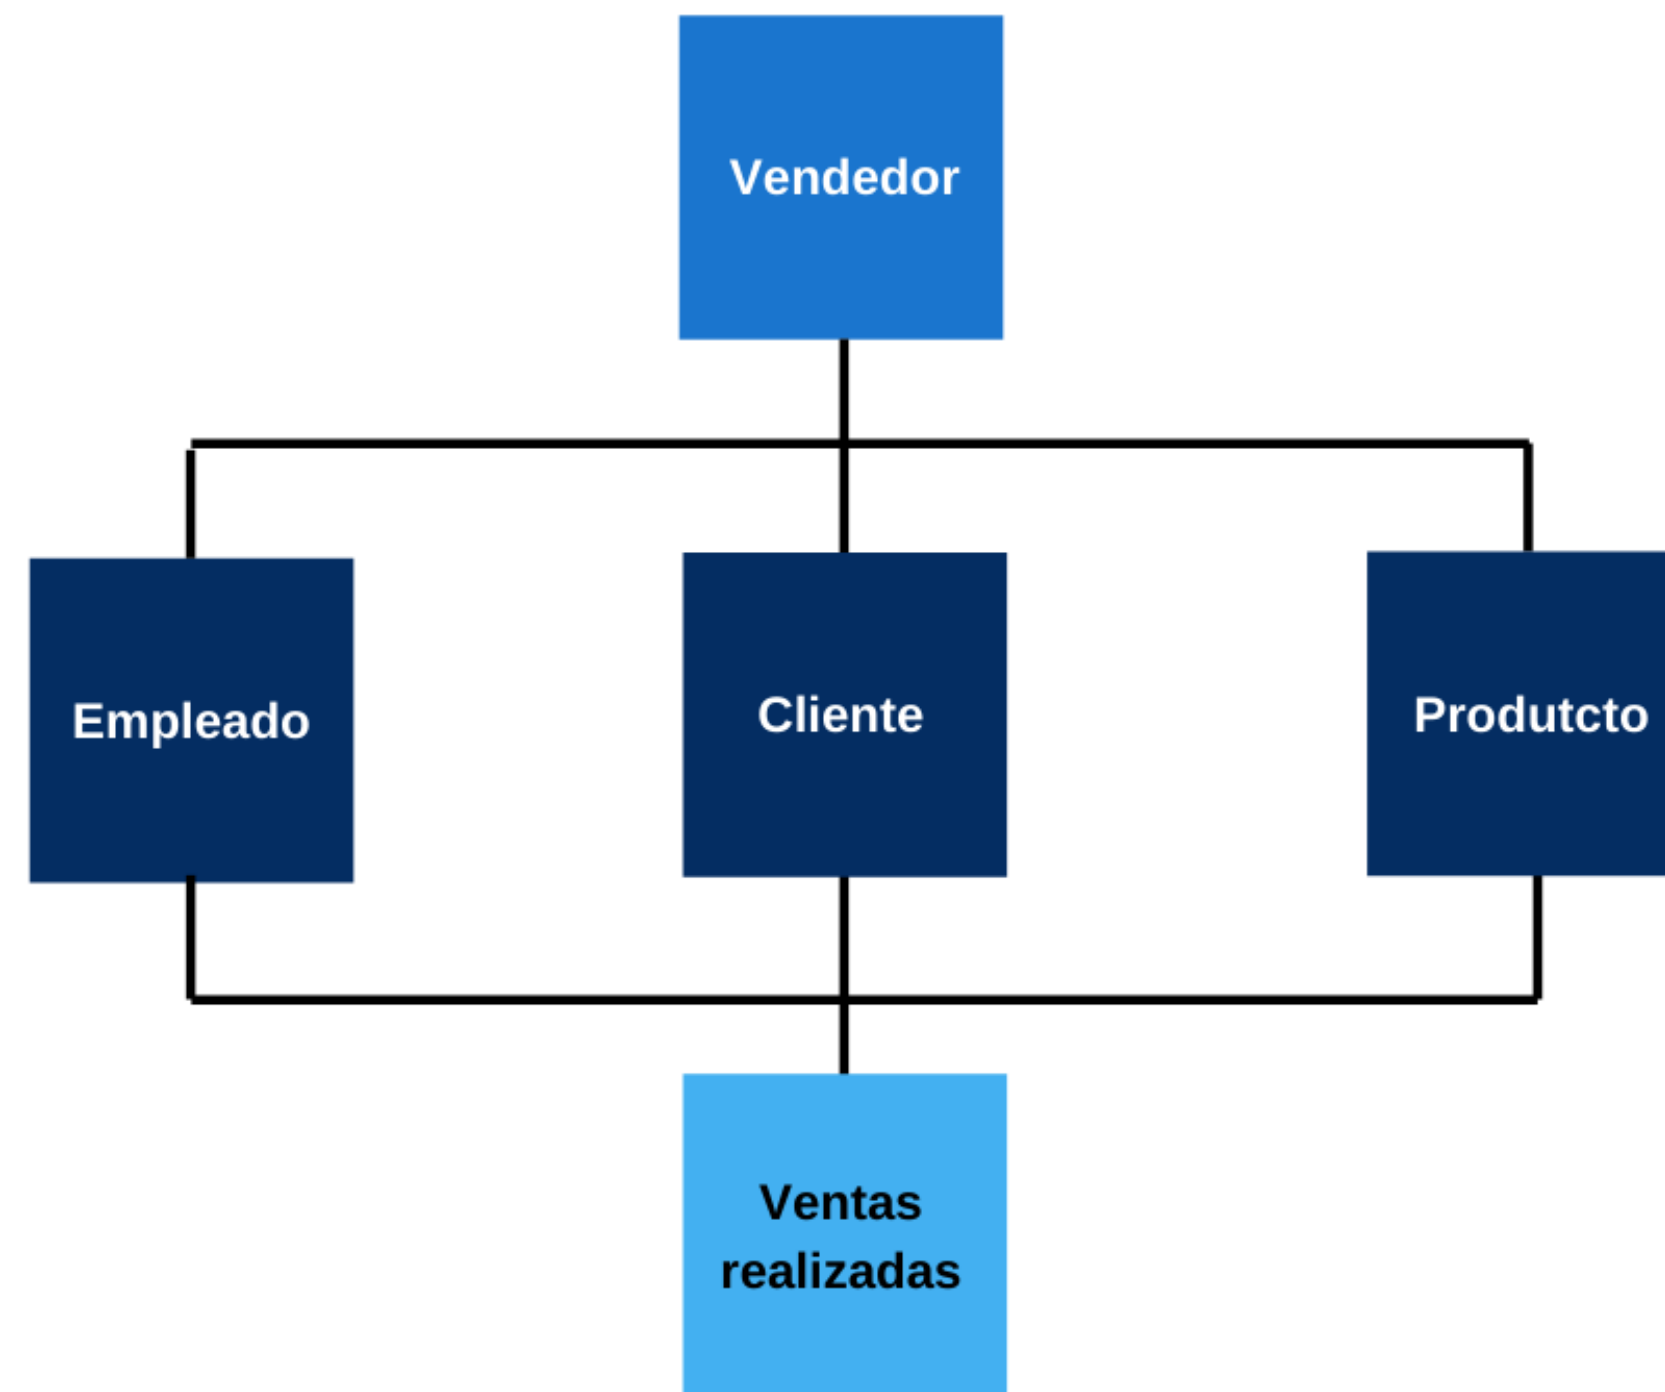 Vendedor
Empleado
Cliente
Produtcto
Ventas
realizadas